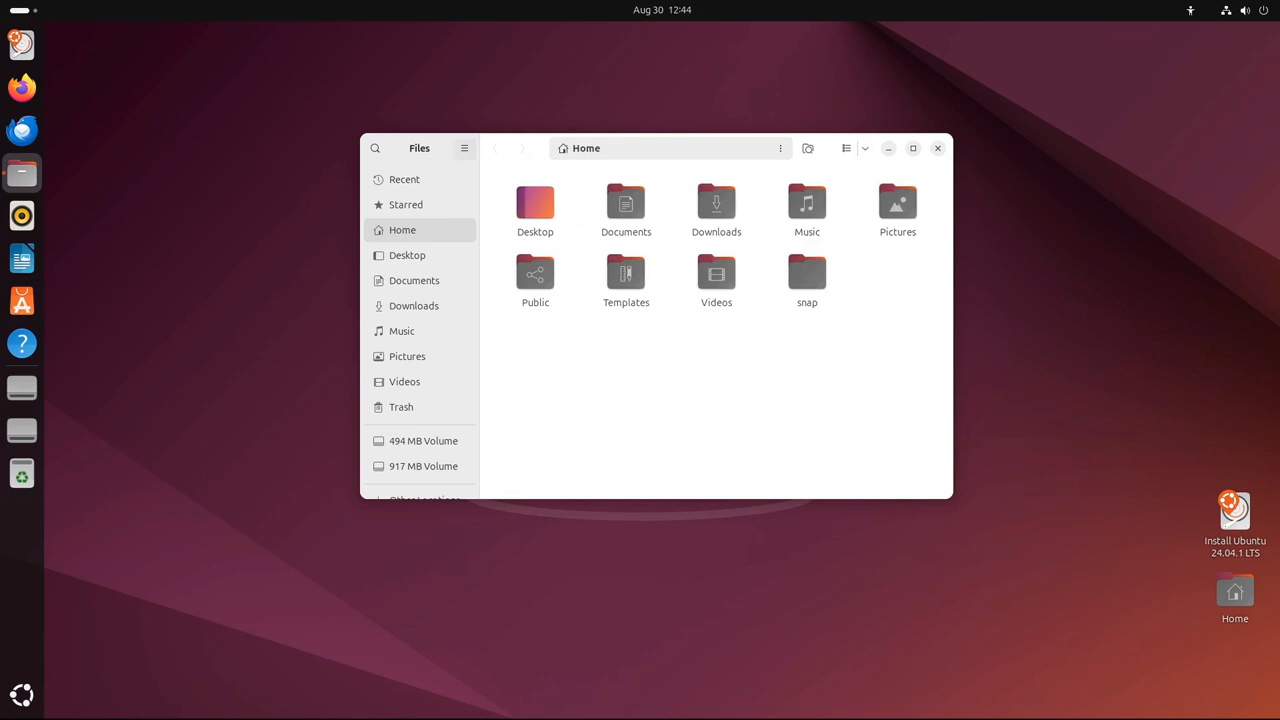 Aug 30 12:44
Files
Home
Recent
Starred
Home
Desktop
Documents
Downloads
Music
Pictures
Videos
Trash
494 MB Volume
917 MB Volume
Other Locations
Desktop
Documents
Downloads
Music
Pictures
Public
Templates
Videos
snap
Install Ubuntu
24.04.1 LTS
Home